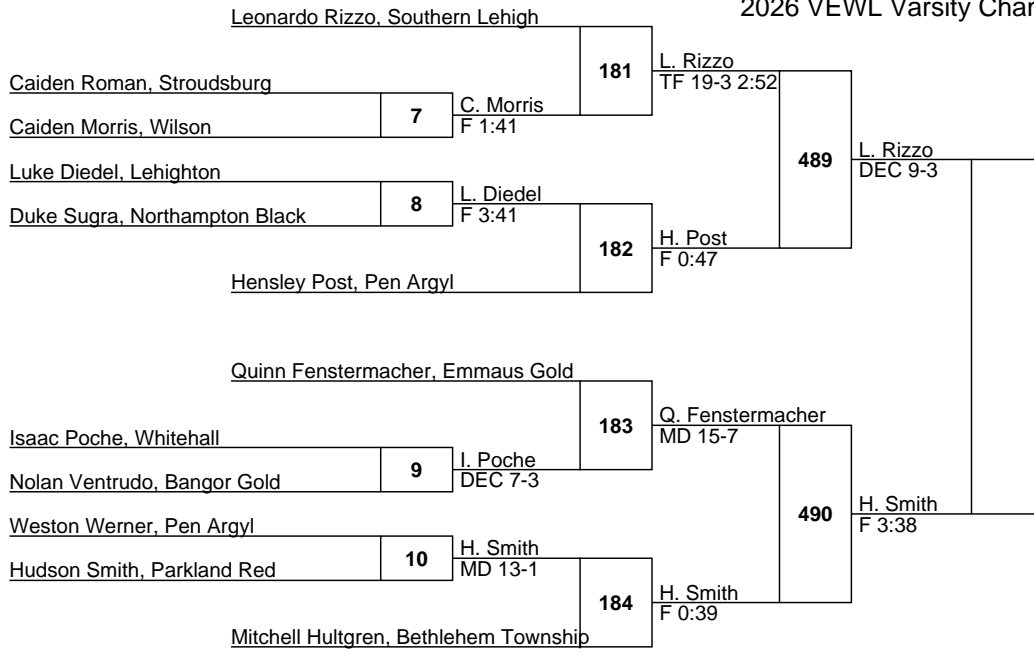 2026 VEWL Varsity Cham
Leonardo Rizzo, Southern Lehigh
181
L. Rizzo
TF 19-3 2:52
Caiden Roman, Stroudsburg
7
C. Morris
F 1:41
Caiden Morris, Wilson
489
L. Rizzo
DEC 9-3
Luke Diedel, Lehighton
8
L. Diedel
F 3:41
Duke Sugra, Northampton Black
182
H. Post
F 0:47
Hensley Post, Pen Argyl
Quinn Fenstermacher, Emmaus Gold
183
Q. Fenstermacher
MD 15-7
Isaac Poche, Whitehall
9
I. Poche
DEC 7-3
Nolan Ventrudo, Bangor Gold
490
H. Smith
F 3:38
Weston Werner, Pen Argyl
10
H. Smith
MD 13-1
Hudson Smith, Parkland Red
184
H. Smith
F 0:39
Mitchell Hultgren, Bethlehem Township